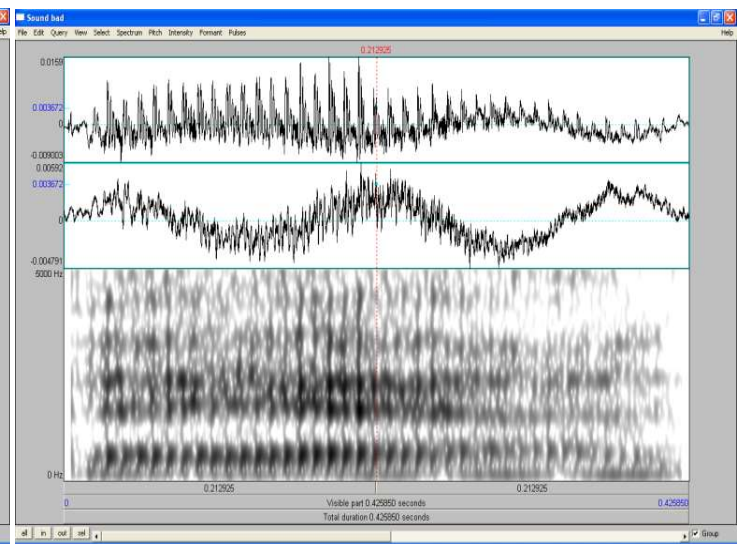 Sound bad
File Edit Query View Select Spectrum Pitch Intensity Formant Pulses Help
0.212925
0.0159
0.003672
0
-0.009003
0.00592
0.003672
0
-0.004791
5000 Hz
0 Hz
0.212925 0.212925
0 Visible part 0.425850 seconds 0.425850
Total duration 0.425850 seconds
all in out sel Group